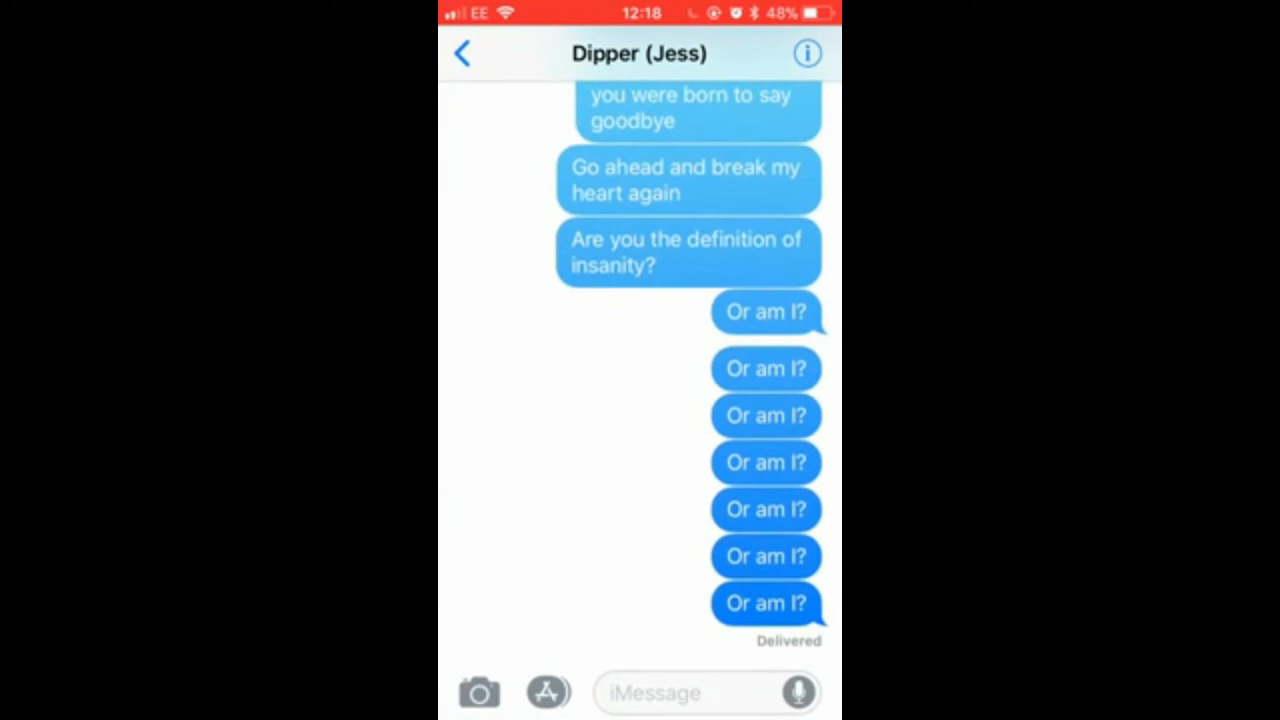 EE 12:18 48%
Dipper (Jess)
you were born to say
goodbye
Go ahead and break my
heart again
Are you the definition of
insanity?
Or am I?
Or am I?
Or am I?
Or am I?
Or am I?
Or am I?
Or am I?
Delivered
iMessage